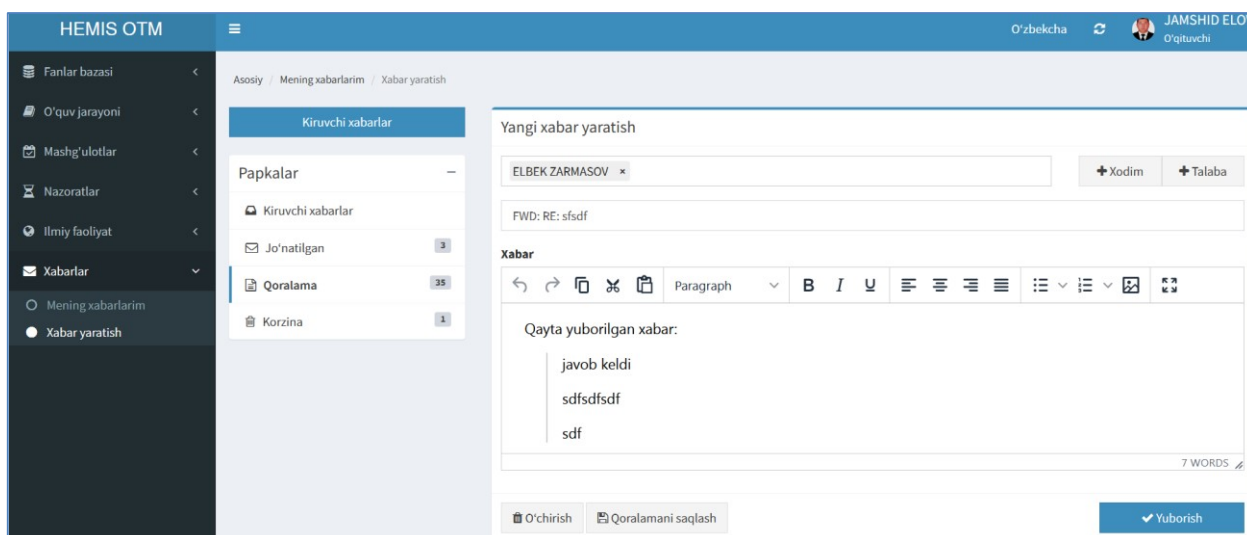 HEMIS OTM
O'zbekcha
JAMSHID ELO'
O'qituvchi
Fanlar bazasi
O'quv jarayoni
Mashg'ulotlar
Nazoratlar
Ilmiy faoliyat
Xabarlar
Mening xabarlarim
Xabar yaratish
Asosiy / Mening xabarlarim / Xabar yaratish
Kiruvchi xabarlar
Papkalar
Kiruvchi xabarlar
Jo'natilgan 3
Qoralama 35
Korzina 1
Yangi xabar yaratish
ELBEK ZARMASOV ×
+Xodim
+Talaba
FWD: RE: sfsdf
Xabar
Paragraph B I U
Qayta yuborilgan xabar:
javob keldi
sdfsdfsdf
sdf
7 WORDS
O'chirish
Qoralamani saqlash
Yuborish